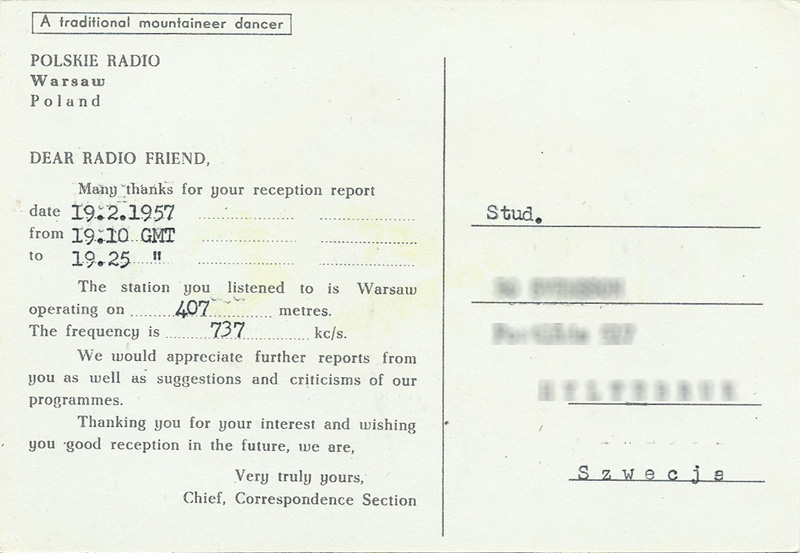 A traditional mountaineer dancer
POLSKIE RADIO
Warsaw
Poland
DEAR RADIO FRIEND,
Many thanks for your reception report
date 19.2.1957
from 19.10 GMT
to 19.25 "
The station you listened to is Warsaw
operating on 407 metres.
The frequency is 737 kc/s.
We would appreciate further reports from
you as well as suggestions and criticisms of our
programmes.
Thanking you for your interest and wishing
you good reception in the future, we are,
Very truly yours,
Chief, Correspondence Section
Stud.
Szwecja